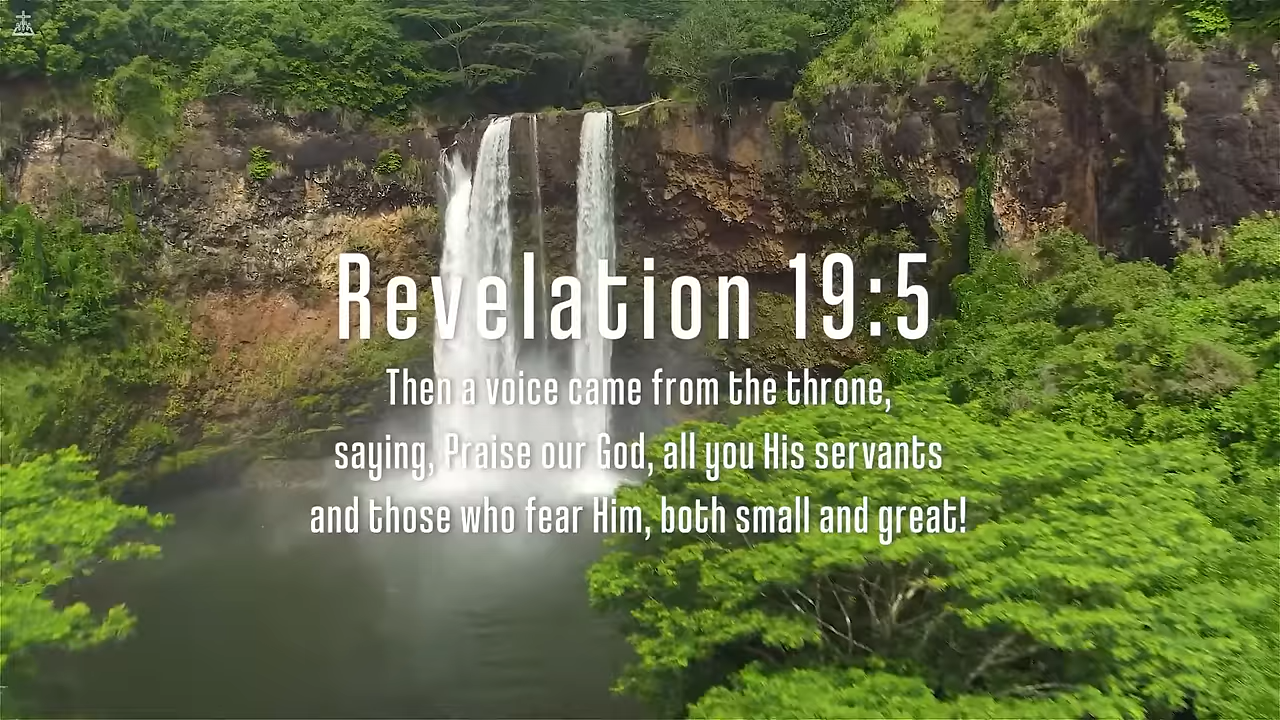 Revelation 19:5
Then a voice came from the throne,
saying, Praise our God, all you His servants
and those who fear Him, both small and great!